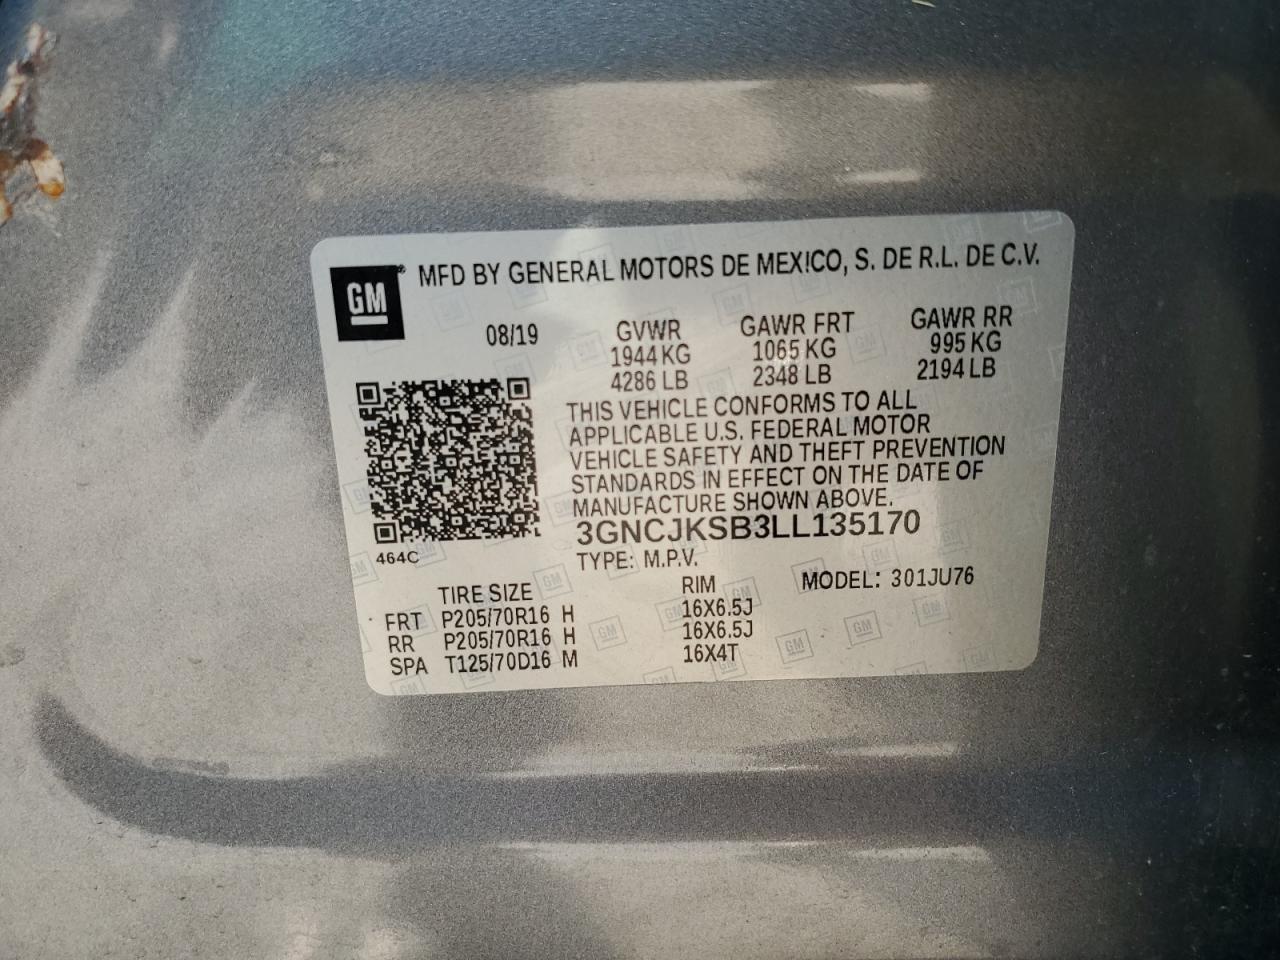 GM
MFD BY GENERAL MOTORS DE MEXICO, S. DE R.L. DE C.V.
08/19 GVWR GAWR FRT GAWR RR
1944 KG 1065 KG 995 KG
4286 LB 2348 LB 2194 LB
THIS VEHICLE CONFORMS TO ALL
APPLICABLE U.S. FEDERAL MOTOR
VEHICLE SAFETY AND THEFT PREVENTION
STANDARDS IN EFFECT ON THE DATE OF
MANUFACTURE SHOWN ABOVE.
3GNCJKSB3LL135170
464C
TYPE: M.P.V.
TIRE SIZE RIM MODEL: 301JU76
FRT P205/70R16 H 16X6.5J
RR P205/70R16 H 16X6.5J
SPA T125/70D16 M 16X4T